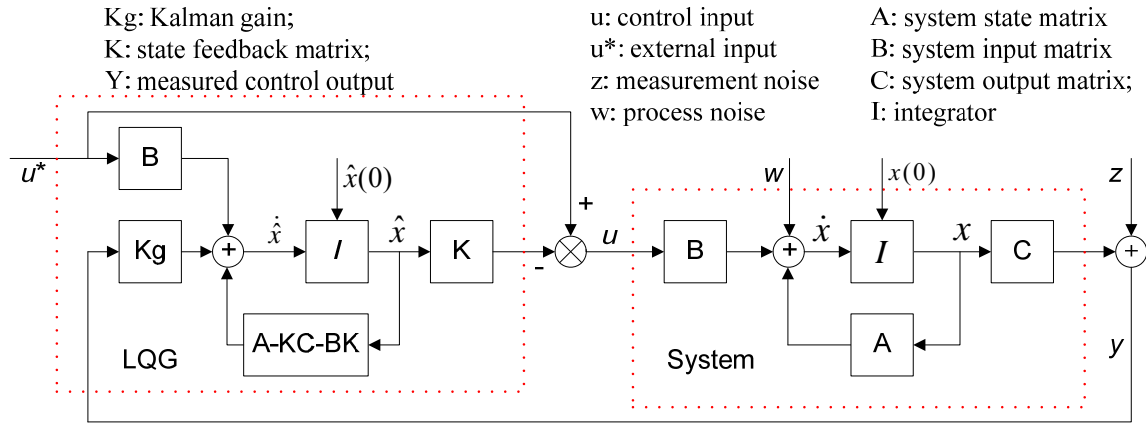 Kg: Kalman gain;
K: state feedback matrix;
Y: measured control output
u: control input
u*: external input
z: measurement noise
w: process noise
A: system state matrix
B: system input matrix
C: system output matrix;
I: integrator
u*
B
x̂(0)
w
x(0)
z
+
Kg
+
ẋ̂
I
x̂
K
-
u
B
+
ẋ
I
x
C
+
A-KC-BK
A
y
LQG
System